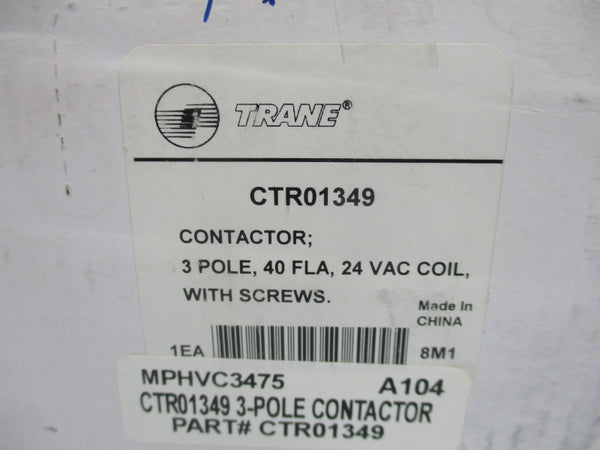 TRANE®
CTR01349
CONTACTOR;
3 POLE, 40 FLA, 24 VAC COIL,
WITH SCREWS.
Made In
CHINA
1EA 8M1
MPHVC3475 A104
CTR01349 3-POLE CONTACTOR
PART# CTR01349